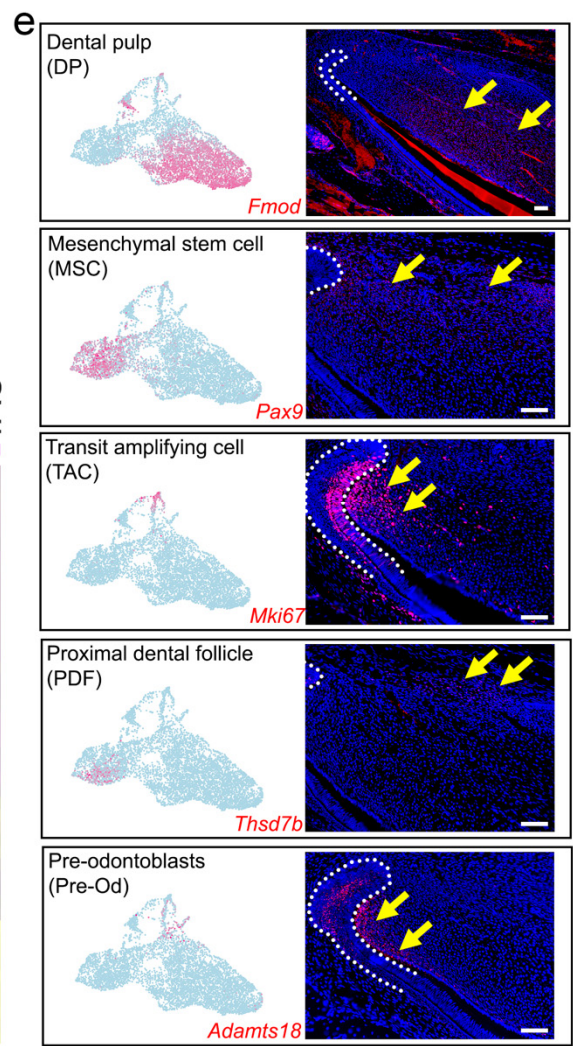 e
Dental pulp
(DP)
Fmod
Mesenchymal stem cell
(MSC)
Pax9
Transit amplifying cell
(TAC)
Mki67
Proximal dental follicle
(PDF)
Thsd7b
Pre-odontoblasts
(Pre-Od)
Adamts18